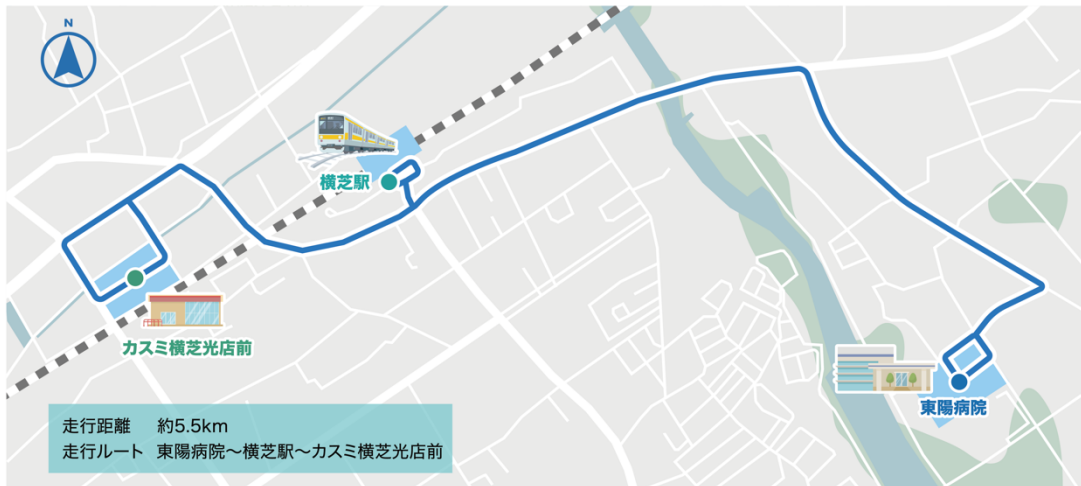 N
横芝駅
カスミ横芝光店前
東陽病院
走行距離 約5.5km
走行ルート 東陽病院～横芝駅～カスミ横芝光店前